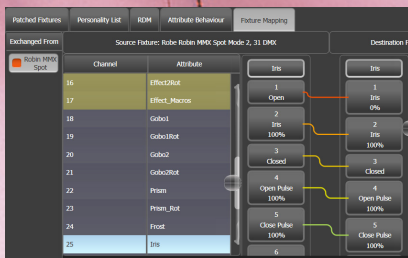 Patched Fixtures Personality List RDM Attribute Behaviour Fixture Mapping
Exchanged From Source Fixture: Robe Robin MMX Spot Mode 2, 31 DMX Destination F
Robin MMX
Spot
Channel Attribute
16 Effect2Rot
17 Effect_Macros
18 Gobo1
19 Gobo1Rot
20 Gobo2
21 Gobo2Rot
22 Prism
23 Prism_Rot
24 Frost
25 Iris
Iris
1
Open
2
Iris
100%
3
Closed
4
Open Pulse
100%
5
Close Pulse
100%
6
Iris
1
Iris
0%
2
Iris
100%
3
Closed
4
Open Pulse
100%
5
Close Pulse
100%